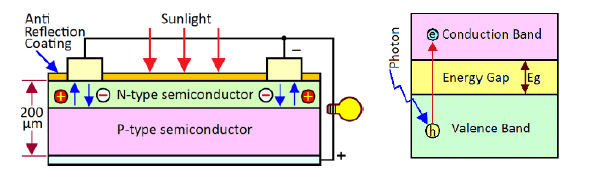 Anti
Reflection
Coating
Sunlight
−
N-type semiconductor
+
−
−
+
200
µm
P-type semiconductor
+
Photon
e Conduction Band
Energy Gap Eg
h Valence Band